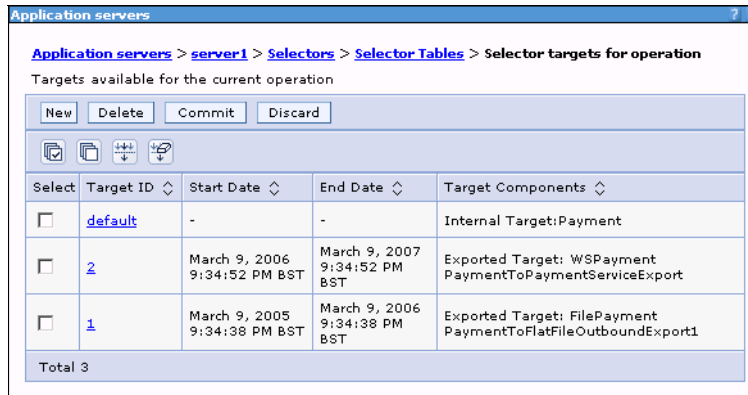 Application servers ?
Application servers > server1 > Selectors > Selector Tables > Selector targets for operation
Targets available for the current operation
New Delete Commit Discard
Select Target ID Start Date End Date Target Components
default - - Internal Target:Payment
2
March 9, 2006
9:34:52 PM BST
March 9, 2007
9:34:52 PM
BST
Exported Target: WSPayment
PaymentToPaymentServiceExport
1
March 9, 2005
9:34:38 PM BST
March 9, 2006
9:34:38 PM
BST
Exported Target: FilePayment
PaymentToFlatFileOutboundExport1
Total 3